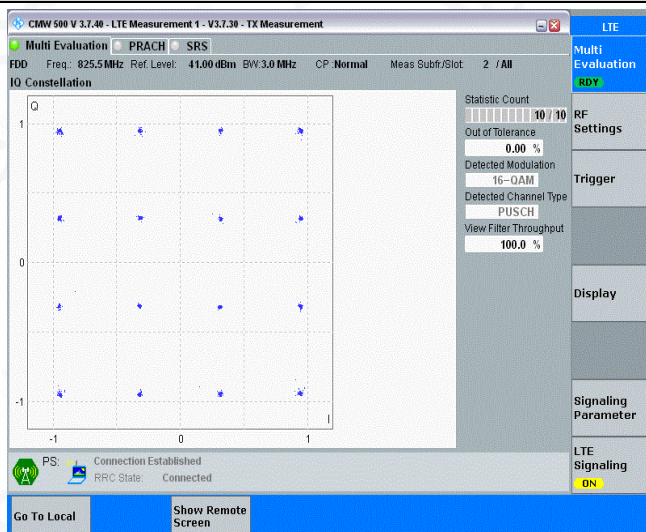 CMW 500 V 3.7.40 - LTE Measurement 1 - V3.7.30 - TX Measurement
LTE
Multi Evaluation PRACH SRS
FDD Freq.: 825.5 MHz Ref. Level: 41.00 dBm BW:3.0 MHz CP :Normal Meas Subfr./Slot: 2 / All
IQ Constellation
Q
1
0
-1
-1 0 1
I
Statistic Count
10 / 10
Out of Tolerance
0.00 %
Detected Modulation
16-QAM
Detected Channel Type
PUSCH
View Filter Throughput
100.0 %
Multi
Evaluation
RDY
RF
Settings
Trigger
Display
Signaling
Parameter
LTE
Signaling
ON
PS: Connection Established
RRC State: Connected
Go To Local
Show Remote
Screen